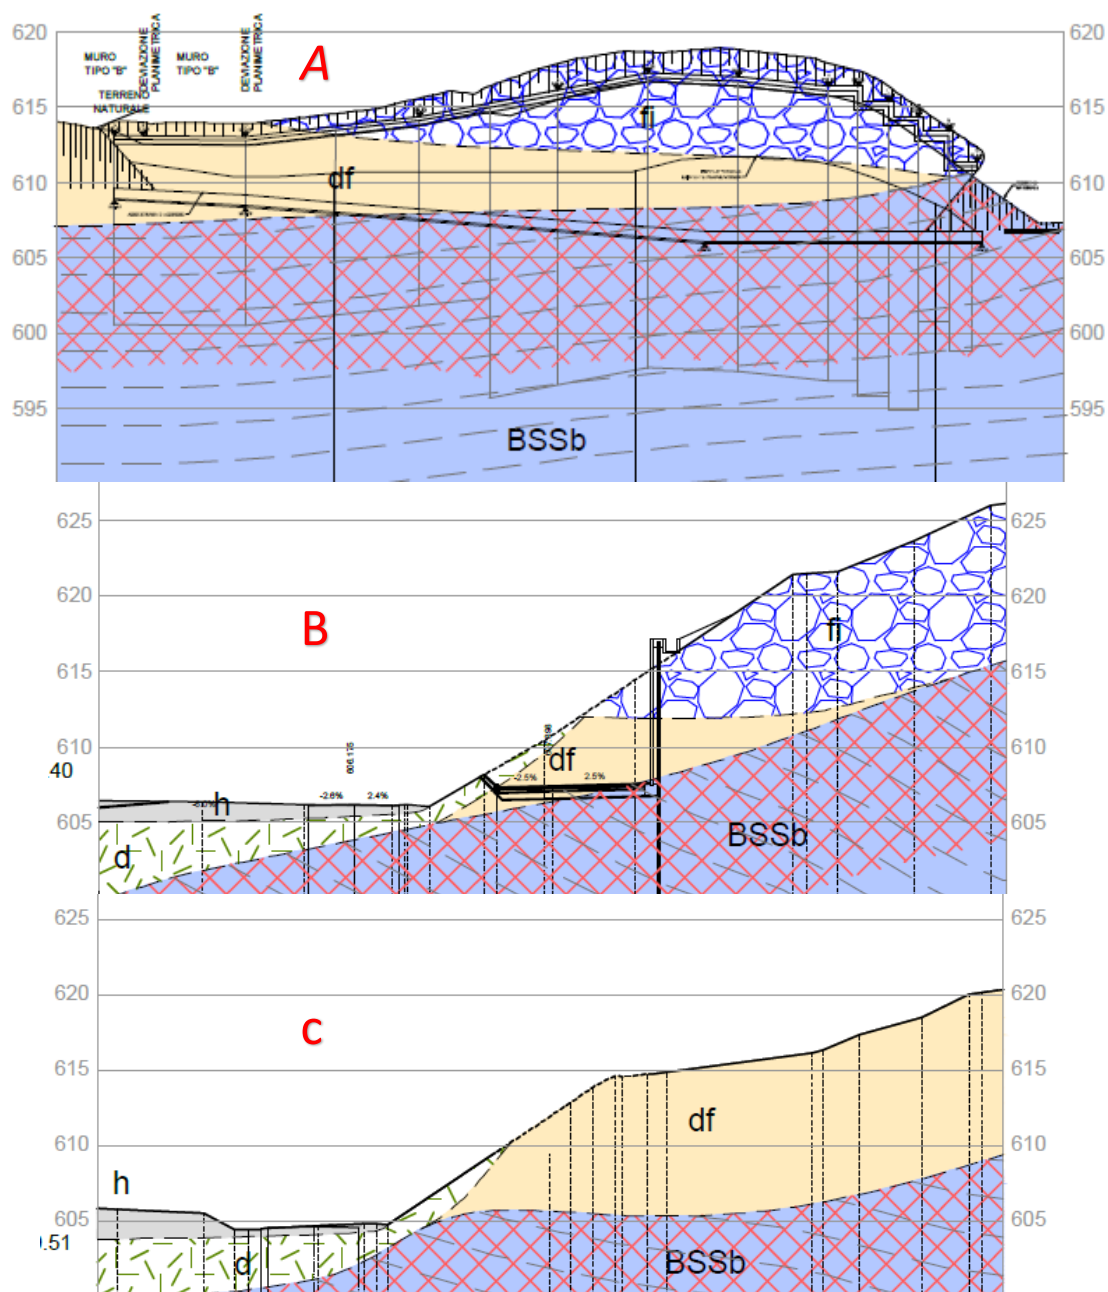 620
620
MURO
TIPO "B"
DEVIAZIONE
PLANIMETRICA
MURO
TIPO "B"
DEVIAZIONE
PLANIMETRICA
A
TERRENO
NATURALE
615
615
fi
610
610
df
605
605
600
600
595
595
BSSb
625
625
620
620
B
fi
615
615
610
610
606.175
df
.40
-2.5%
2.5%
-2.6%
2.4%
h
605
605
d
BSSb
625
625
620
620
c
615
615
df
610
610
h
605
605
).51
d
BSSb